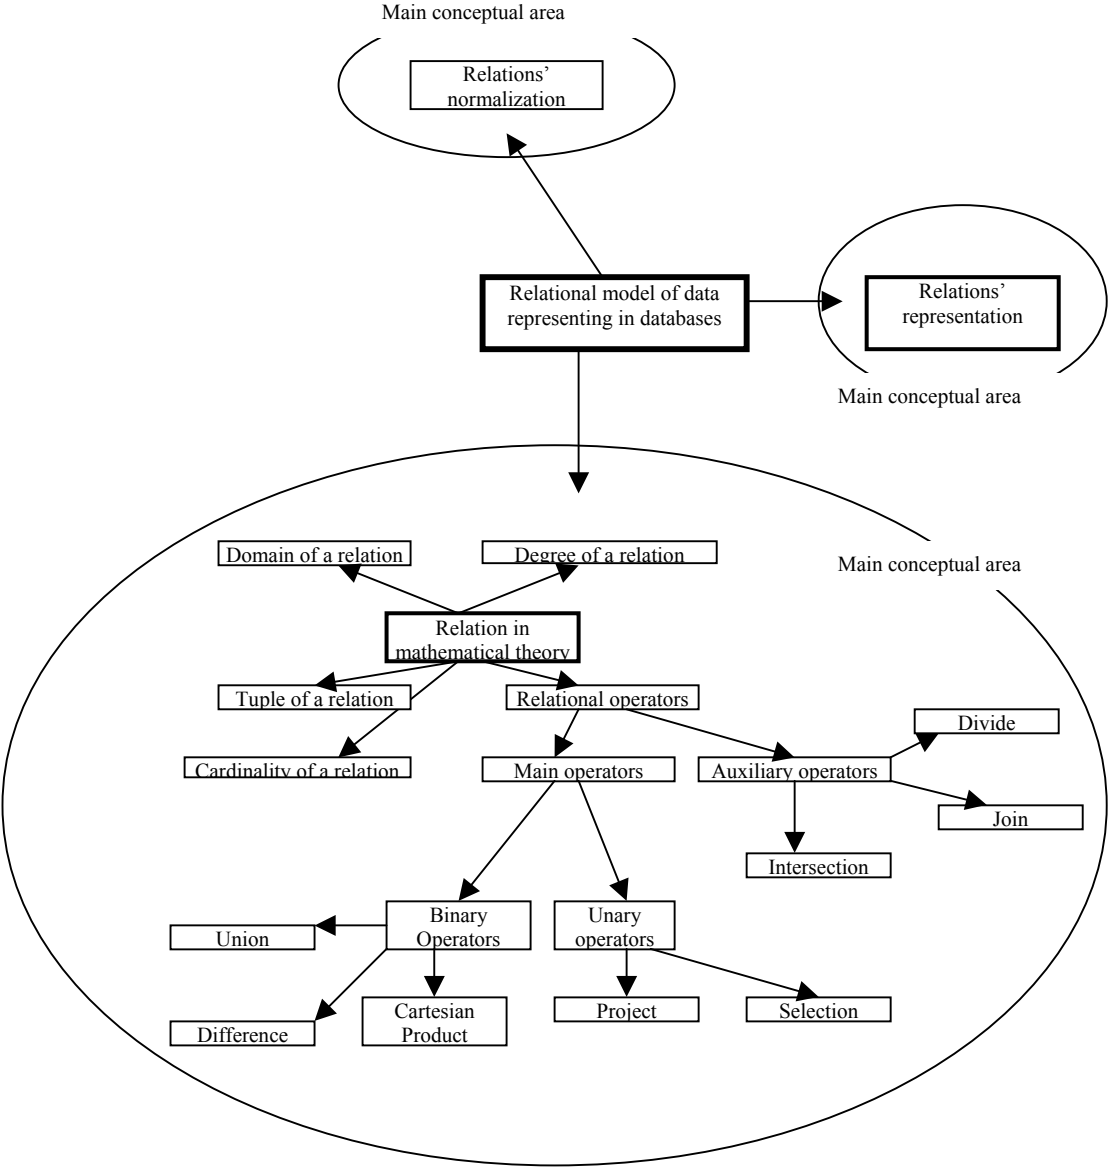 Main conceptual area
Relations’
normalization
Relational model of data
representing in databases
Relations’
representation
Main conceptual area
Domain of a relation
Degree of a relation
Main conceptual area
Relation in
mathematical theory
Tuple of a relation
Relational operators
Divide
Cardinality of a relation
Main operators
Auxiliary operators
Join
Intersection
Binary
Operators
Unary
operators
Union
Cartesian
Product
Project
Selection
Difference